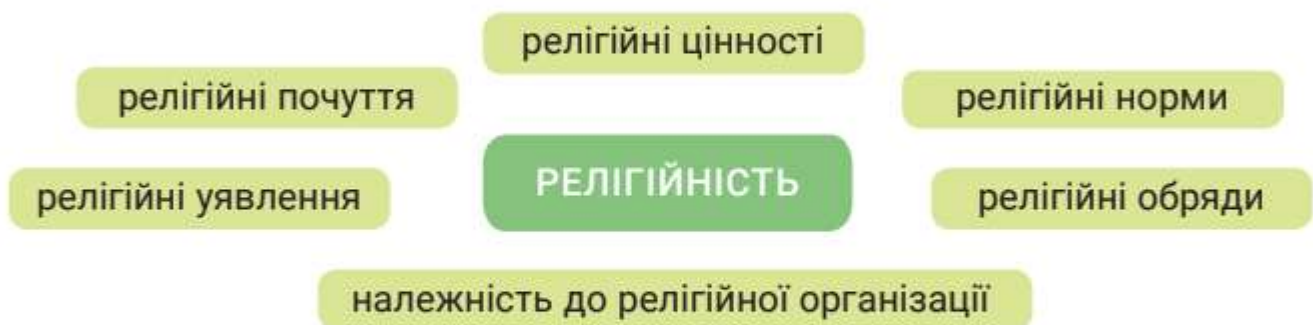 релігійні цінності
релігійні почуття
релігійні норми
РЕЛІГІЙНІСТЬ
релігійні уявлення
релігійні обряди
належність до релігійної організації